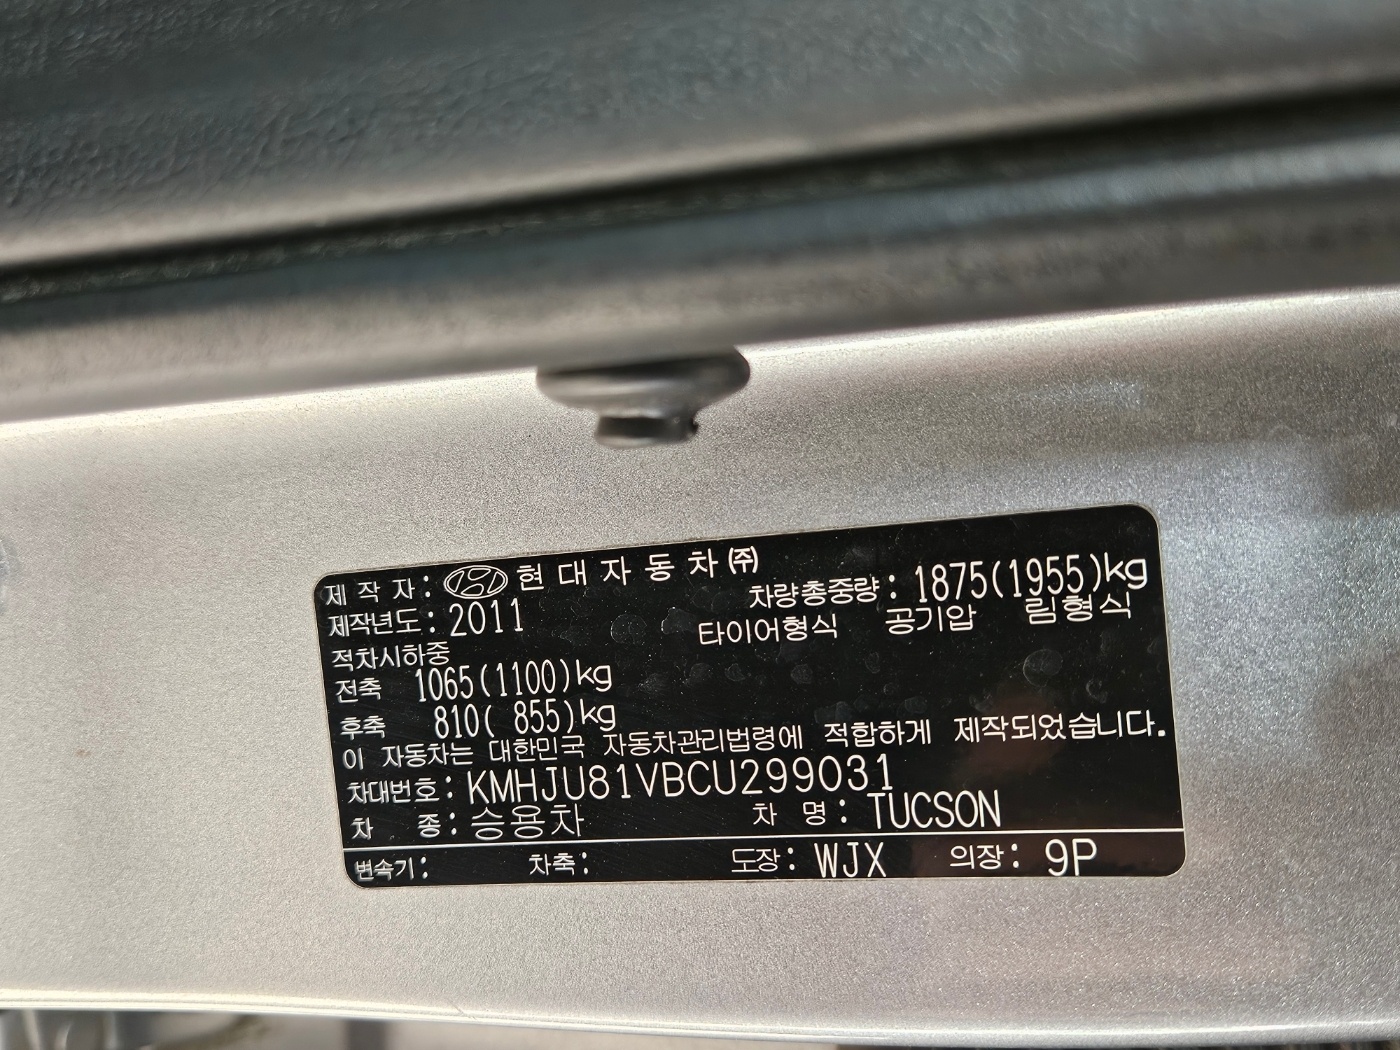 제 작 자 : 현 대 자 동 차 ㈜
제작년도 : 2011
차량총중량 : 1875(1955)kg
타이어형식 공기압 림형식
적차시하중
전축 1065(1100)kg
후축 810( 855)kg
이 자동차는 대한민국 자동차관리법령에 적합하게 제작되었습니다.
차대번호 : KMHJU81VBCU299031
차 종 : 승용차 차 명 : TUCSON
변속기 : 차축 : 도장 : WJX 의장 : 9P